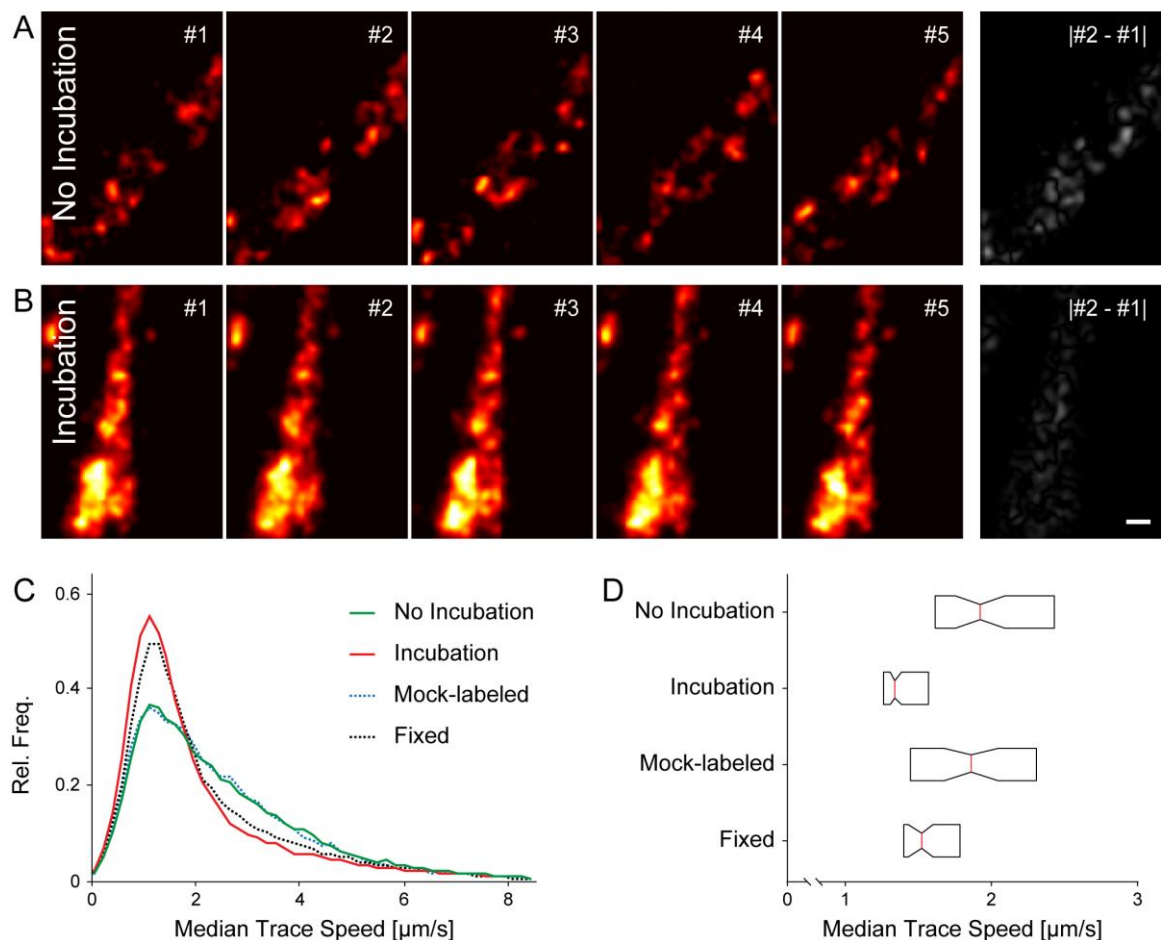 A
No Incubation
#1
#2
#3
#4
#5
|#2 - #1|
B
Incubation
#1
#2
#3
#4
#5
|#2 - #1|
C
Rel. Freq.
0.6
0.4
0.2
0
0
2
4
6
8
Median Trace Speed [µm/s]
No Incubation
Incubation
Mock-labeled
Fixed
D
No Incubation
Incubation
Mock-labeled
Fixed
0
1
2
3
Median Trace Speed [µm/s]